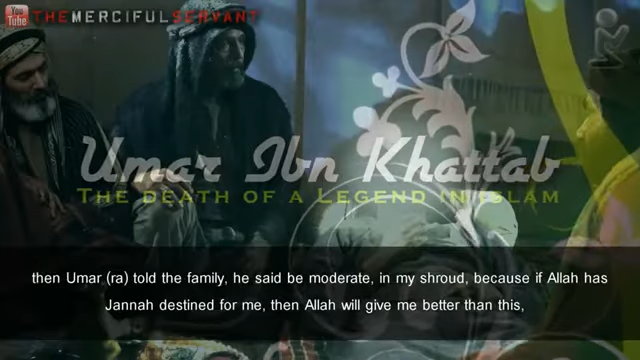 You
Tube
THEMERCIFULSERVANT
Umar Ibn Khattab
THE DEATH OF A LEGEND IN ISLAM
then Umar (ra) told the family, he said be moderate, in my shroud, because if Allah has
Jannah destined for me, then Allah will give me better than this,